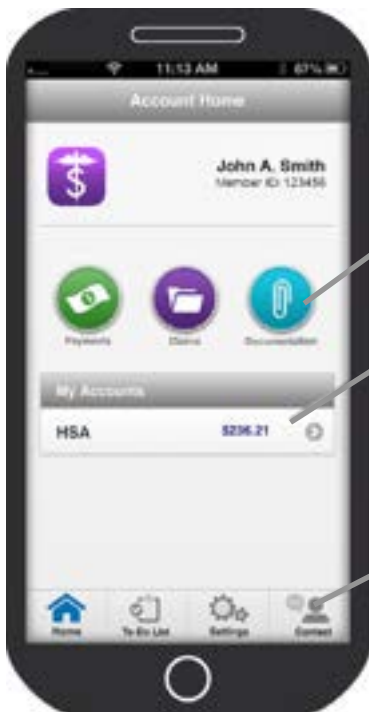 11:13 AM 67%
Account Home
$
John A. Smith
Member ID: 123456
Payments Claims Documentation
My Accounts
HSA $236.21
Home To-Do List Settings Contact